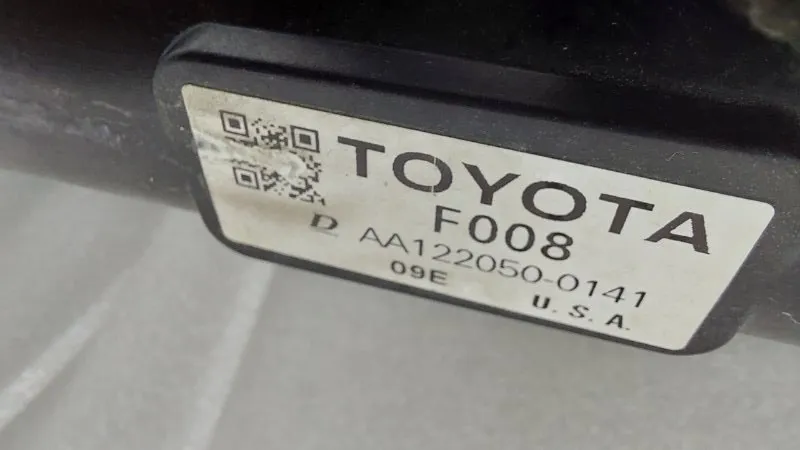 TOYOTA
F008
D AA122050-0141
09E
U.S.A.